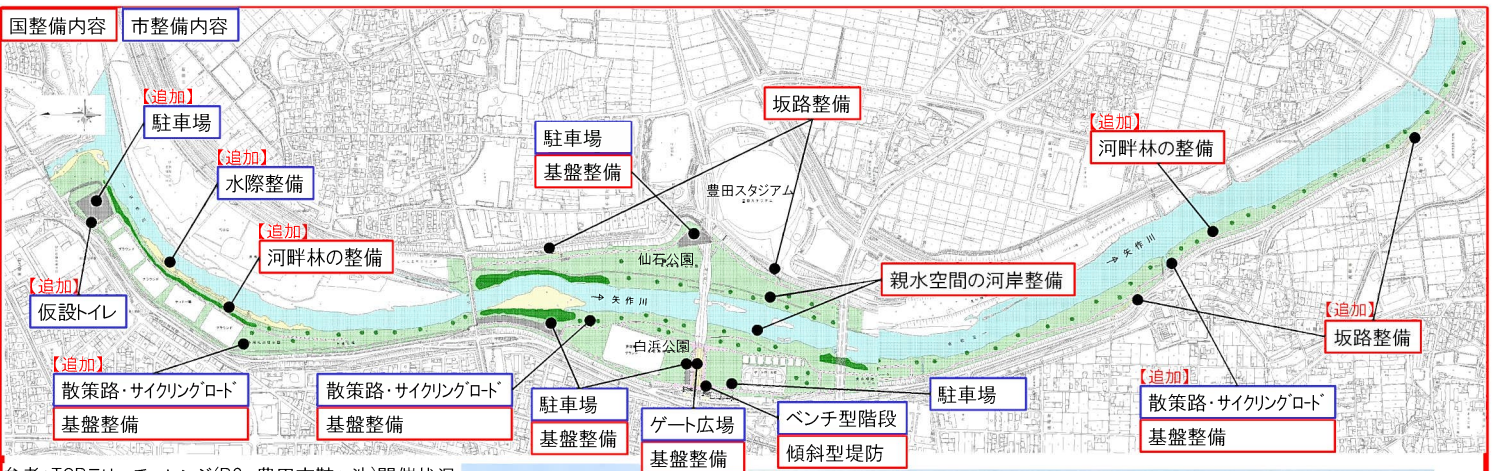 国整備内容 市整備内容
【追加】
駐車場
【追加】
水際整備
【追加】
河畔林の整備
【追加】
仮設トイレ
【追加】
散策路・サイクリングロード
基盤整備
散策路・サイクリングロード
基盤整備
駐車場
基盤整備
坂路整備
豊田スタジアム
仙石公園
矢作川
白浜公園
親水空間の河岸整備
駐車場
基盤整備
ゲート広場
基盤整備
ベンチ型階段
傾斜型堤防
駐車場
【追加】
河畔林の整備
矢作川
【追加】
坂路整備
【追加】
散策路・サイクリングロード
基盤整備